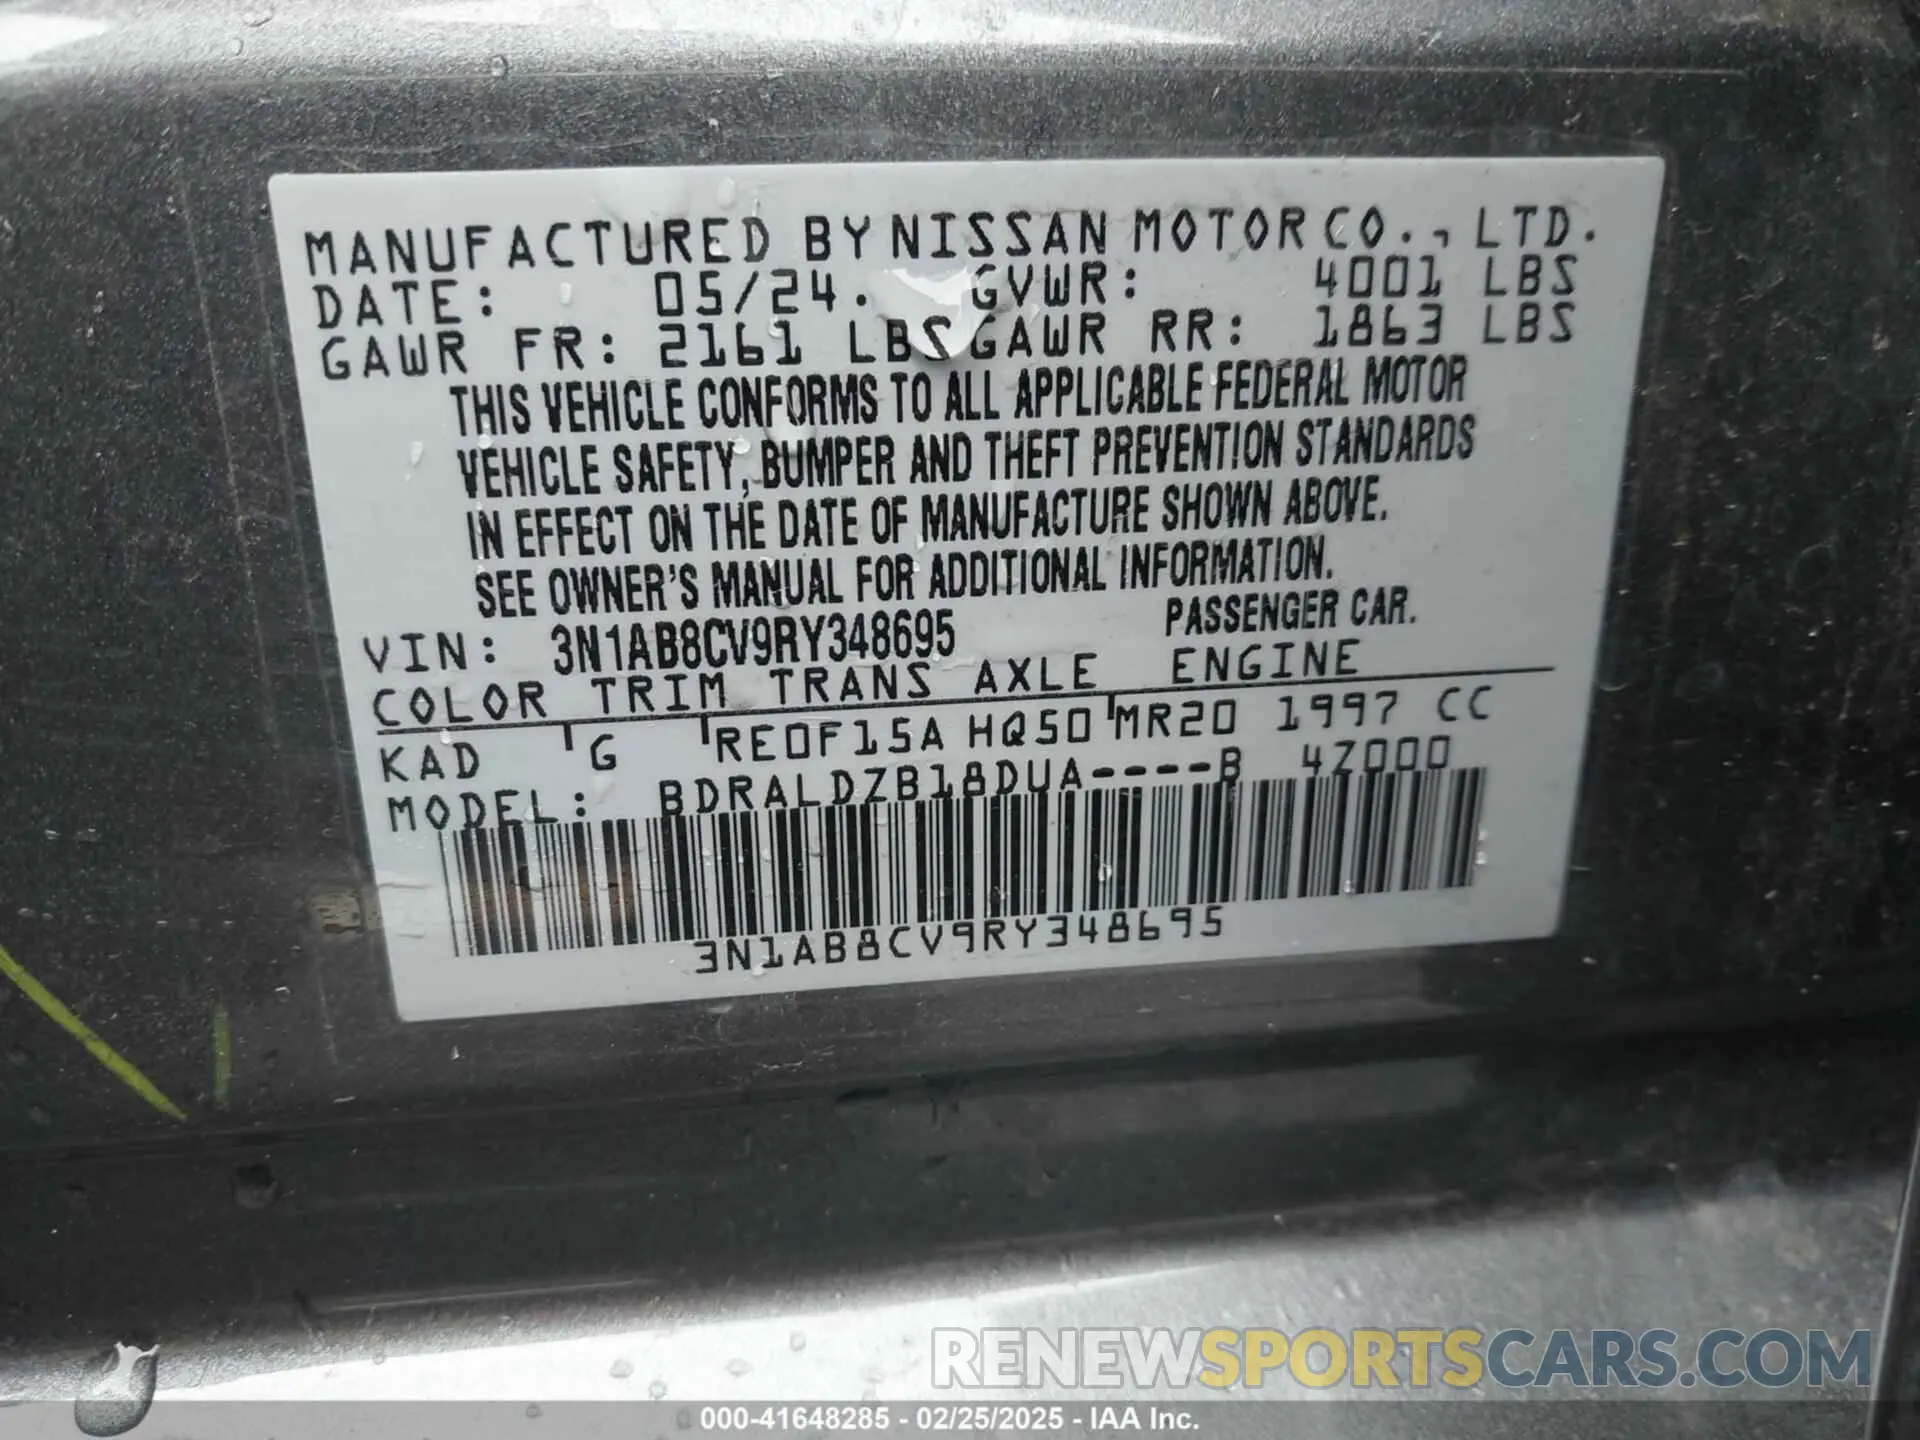 MANUFACTURED BY NISSAN MOTOR CO., LTD.
DATE: 05/24. GVWR: 4001 LBS
GAWR FR: 2161 LBS GAWR RR: 1863 LBS
THIS VEHICLE CONFORMS TO ALL APPLICABLE FEDERAL MOTOR
VEHICLE SAFETY, BUMPER AND THEFT PREVENTION STANDARDS
IN EFFECT ON THE DATE OF MANUFACTURE SHOWN ABOVE.
SEE OWNER'S MANUAL FOR ADDITIONAL INFORMATION.
VIN: 3N1AB8CV9RY348695 PASSENGER CAR.
COLOR TRIM TRANS AXLE ENGINE
KAD G RE0F15A HQ50 MR20 1997 CC
MODEL: BDRALDZB18DUA----B 4Z000
3N1AB8CV9RY348695
RENEWSPORTSCARS.COM
000-41648285 - 02/25/2025 - IAA Inc.